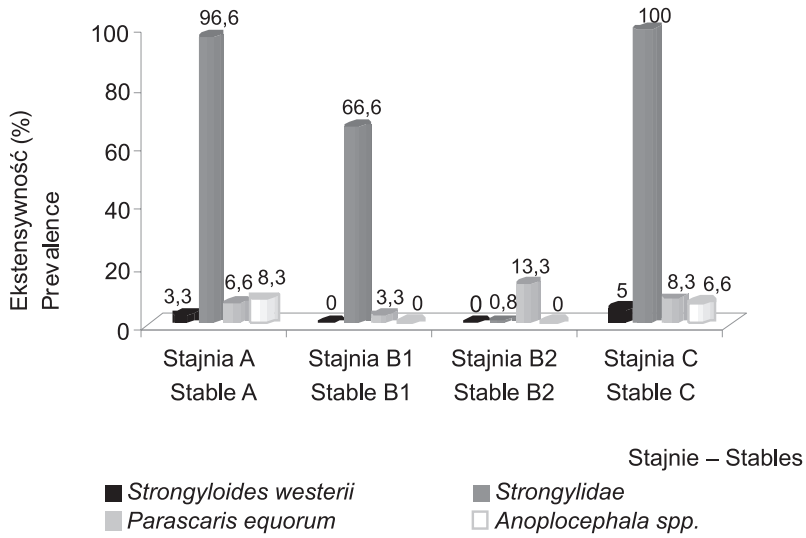 Ekstensywność (%)
Prevalence
100
80
60
40
20
0
3,3
96,6
6,6
8,3
0
66,6
3,3
0
0
0,8
13,3
0
5
100
8,3
6,6
Stajnia A
Stable A
Stajnia B1
Stable B1
Stajnia B2
Stable B2
Stajnia C
Stable C
Stajnie – Stables
Strongyloides westerii
Strongylidae
Parascaris equorum
Anoplocephala spp.